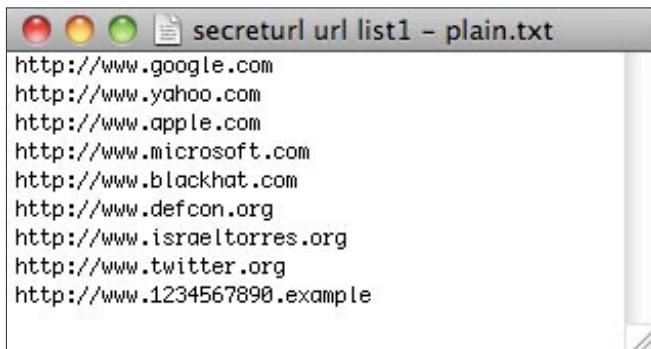 secreturl url list1 – plain.txt
http://www.google.com
http://www.yahoo.com
http://www.apple.com
http://www.microsoft.com
http://www.blackhat.com
http://www.defcon.org
http://www.israeltorres.org
http://www.twitter.org
http://www.1234567890.example